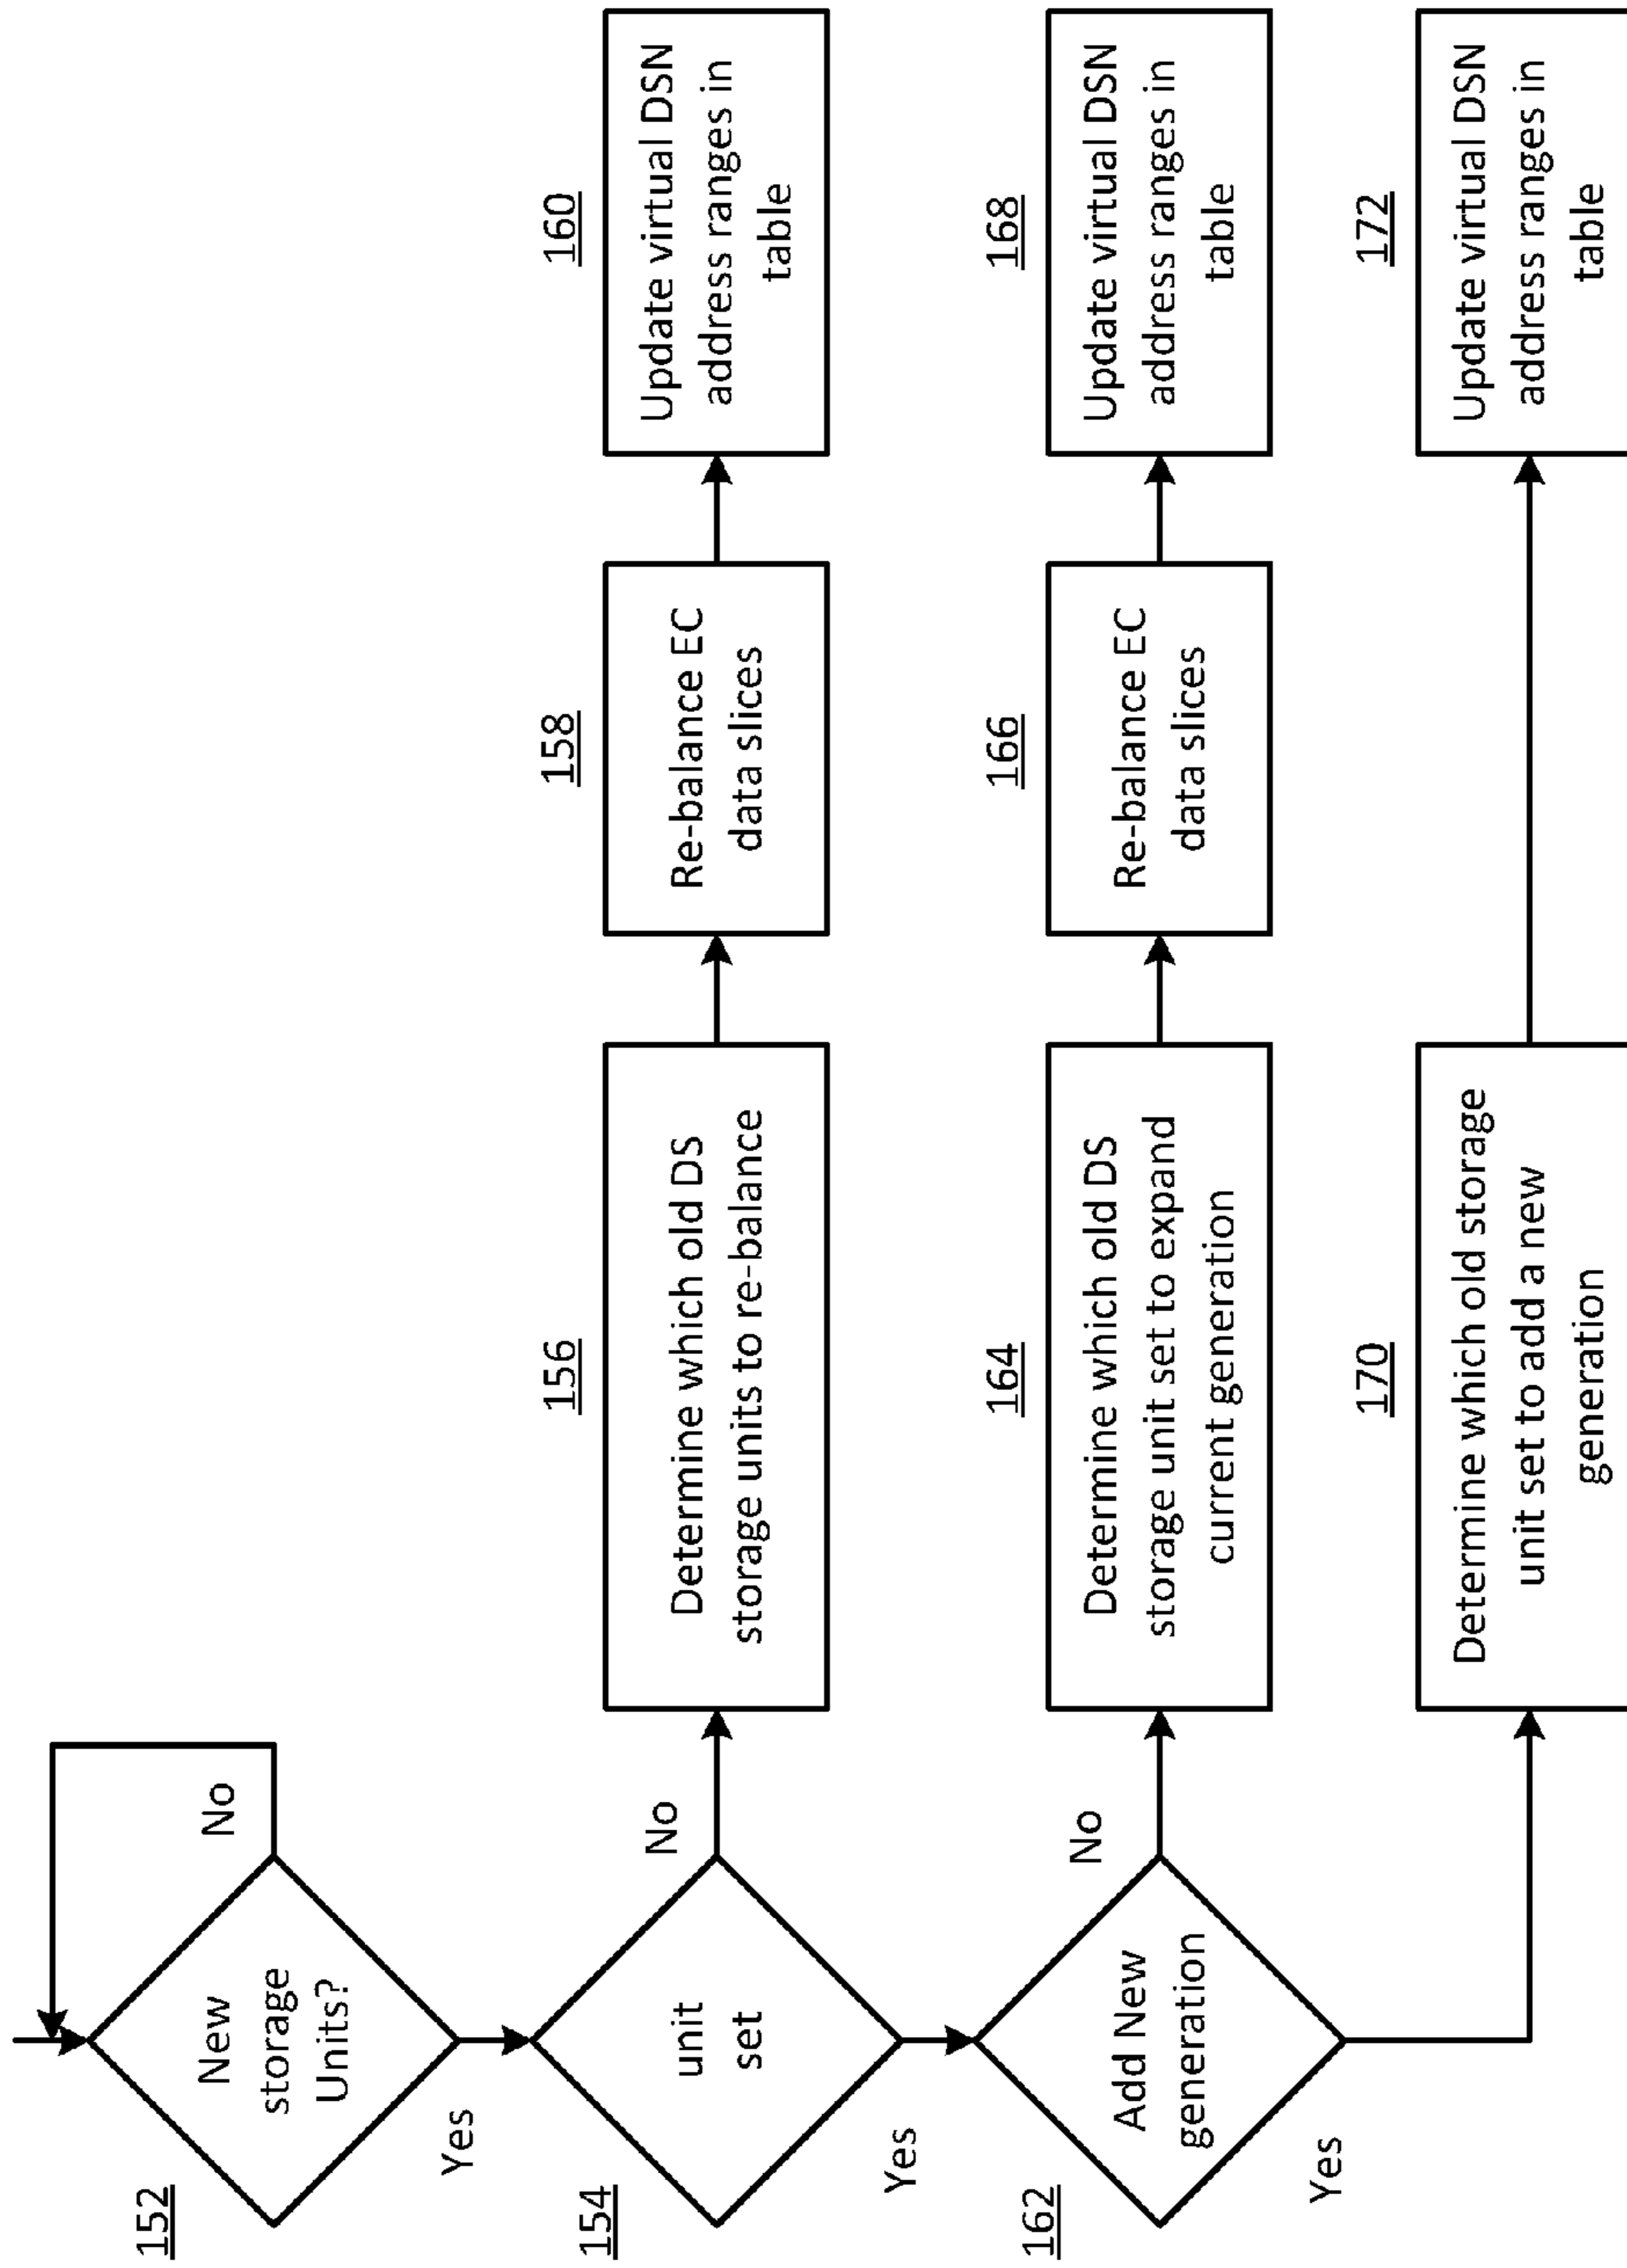 152
New
storage
Units?
No
Yes
154
unit
set
No
Yes
156
Determine which old DS
storage units to re-balance
158
Re-balance EC
data slices
160
Update virtual DSN
address ranges in
table
162
Add New
generation
No
Yes
164
Determine which old DS
storage unit set to expand
current generation
166
Re-balance EC
data slices
168
Update virtual DSN
address ranges in
table
170
Determine which old storage
unit set to add a new
generation
172
Update virtual DSN
address ranges in
table